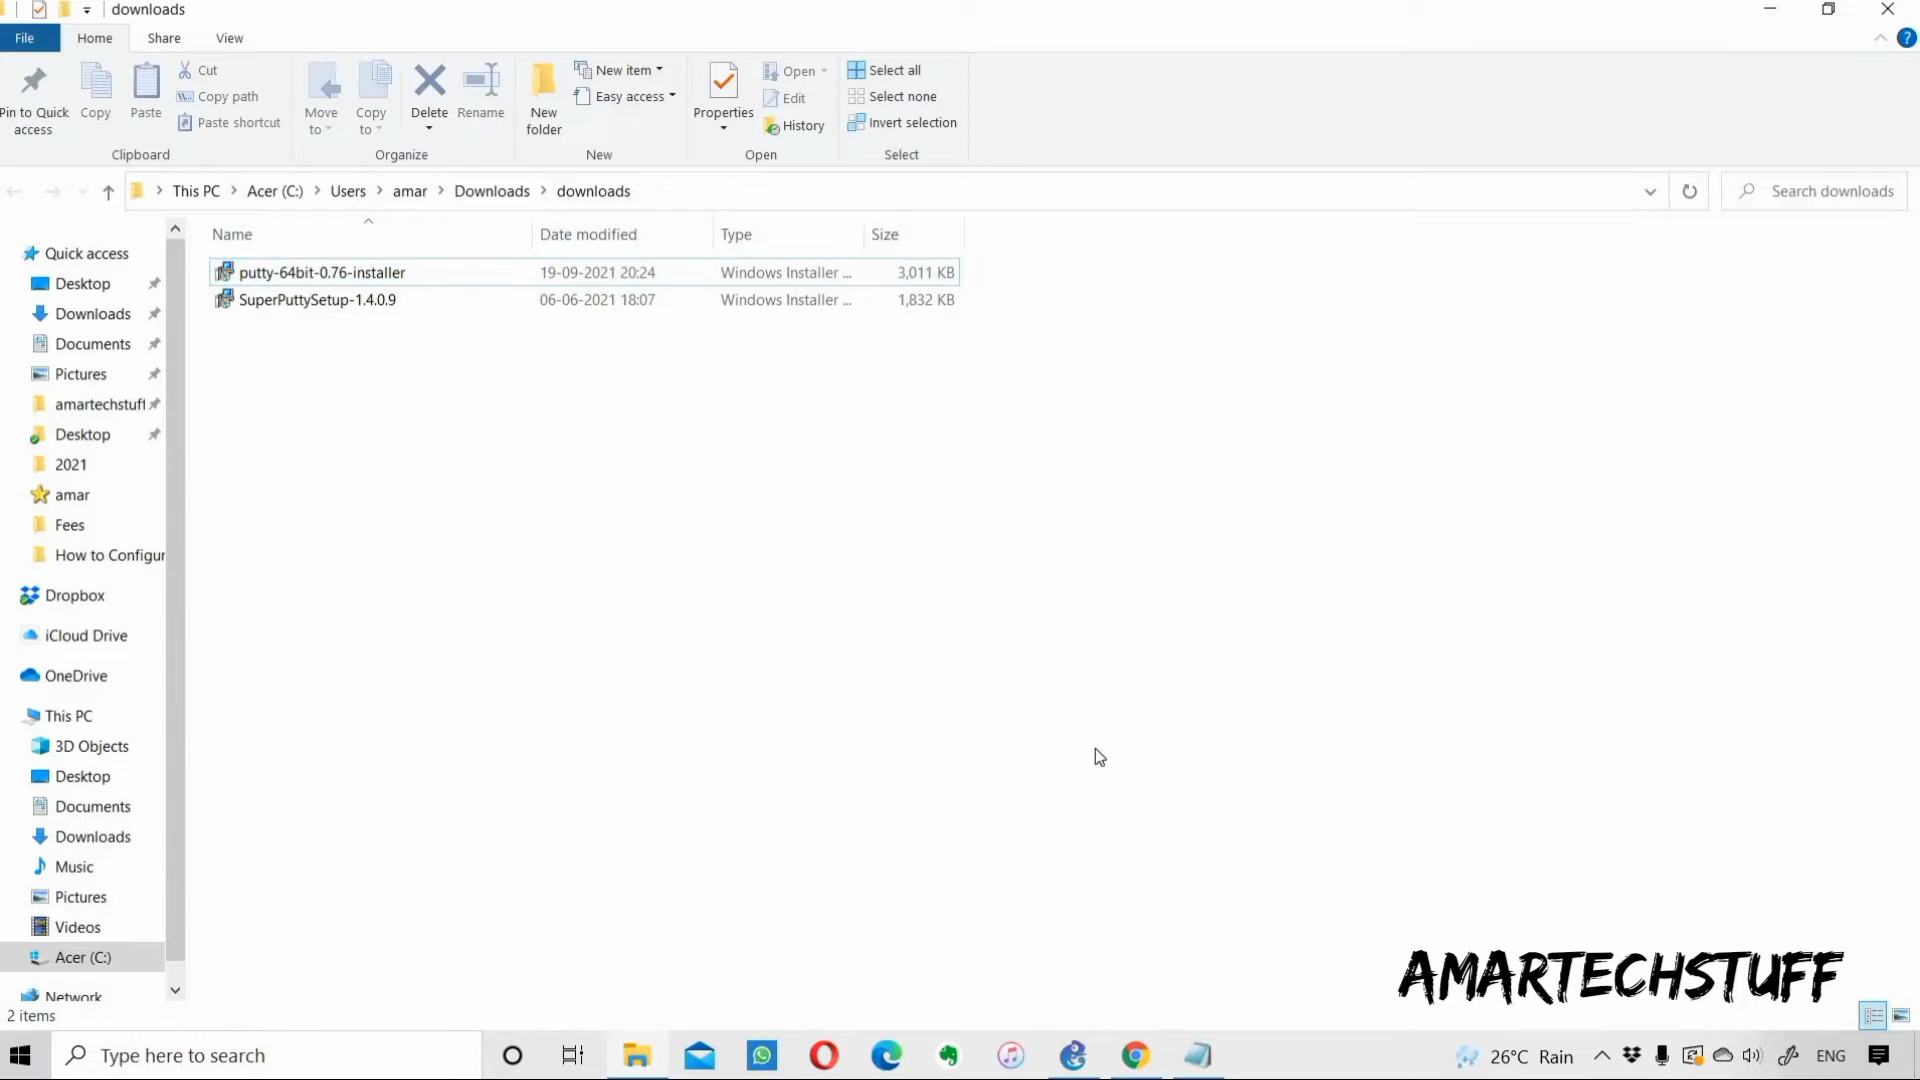 downloads
File
Home
Share
View
Pin to Quick
access
Copy
Paste
Cut
Copy path
Paste shortcut
Clipboard
Move
to
Copy
to
Delete
Rename
Organize
New
folder
New item
Easy access
New
Properties
Open
Edit
History
Open
Select all
Select none
Invert selection
Select
This PC > Acer (C:) > Users > amar > Downloads > downloads
Search downloads
Name Date modified Type Size
putty-64bit-0.76-installer 19-09-2021 20:24 Windows Installer ... 3,011 KB
SuperPuttySetup-1.4.0.9 06-06-2021 18:07 Windows Installer ... 1,832 KB
Quick access
Desktop
Downloads
Documents
Pictures
amartechstuff
Desktop
2021
amar
Fees
How to Configur
Dropbox
iCloud Drive
OneDrive
This PC
3D Objects
Desktop
Documents
Downloads
Music
Pictures
Videos
Acer (C:)
Network
2 items
AMARTECHSTUFF
Type here to search
26°C Rain
ENG